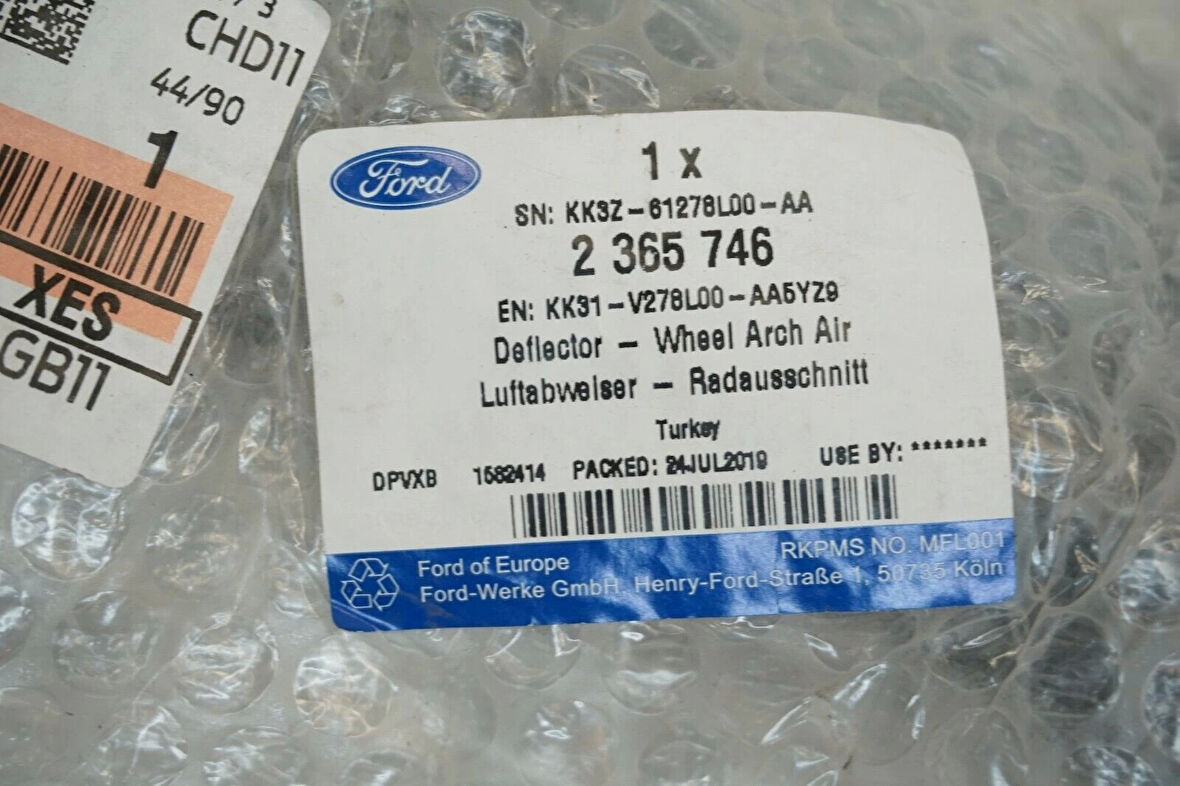 CHD11
44/90
1
XES
GB11
Ford
1 x
SN: KK3Z-61278L00-AA
2 365 746
EN: KK31-V278L00-AA5YZ9
Deflector - Wheel Arch Air
Luftabweiser - Radausschnitt
Turkey
DPVXB 1582414 PACKED: 24JUL2019 USE BY: *******
Ford of Europe RKPMS NO. MFL001
Ford-Werke GmbH, Henry-Ford-Straße 1, 50735 Köln